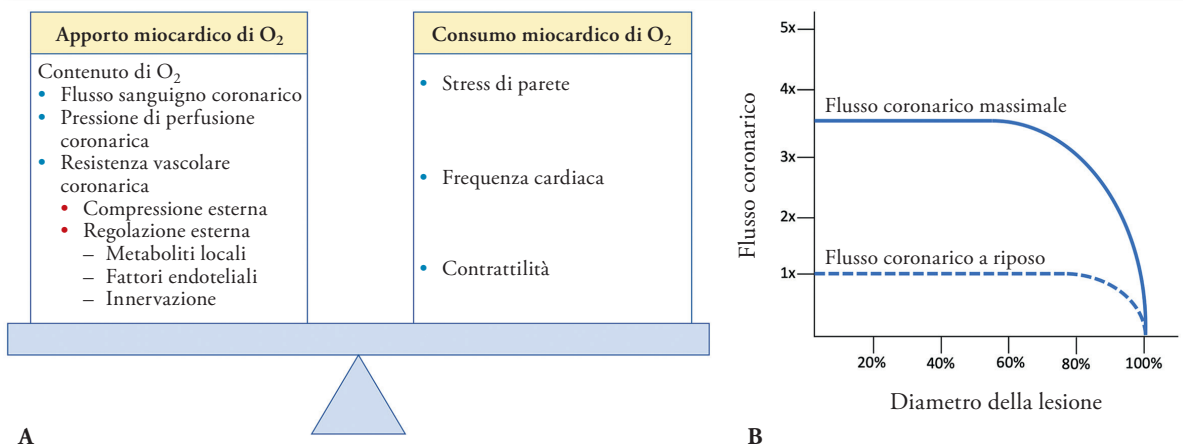 Apporto miocardico di O₂
Contenuto di O₂
• Flusso sanguigno coronarico
• Pressione di perfusione
coronarica
• Resistenza vascolare
coronarica
• Compressione esterna
• Regolazione esterna
– Metaboliti locali
– Fattori endoteliali
– Innervazione
Consumo miocardico di O₂
• Stress di parete
• Frequenza cardiaca
• Contrattilità
A
Flusso coronarico
5x
4x
3x
2x
1x
Flusso coronarico massimale
Flusso coronarico a riposo
20% 40% 60% 80% 100%
Diametro della lesione
B